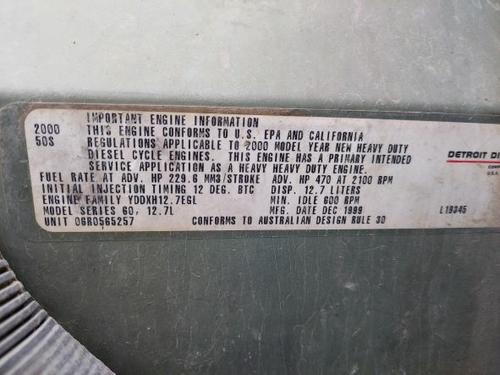 IMPORTANT ENGINE INFORMATION
2000 THIS ENGINE CONFORMS TO U.S. EPA AND CALIFORNIA
50S REGULATIONS APPLICABLE TO 2000 MODEL YEAR NEW HEAVY DUTY
DIESEL CYCLE ENGINES. THIS ENGINE HAS A PRIMARY INTENDED
SERVICE APPLICATION AS A HEAVY HEAVY DUTY ENGINE.
FUEL RATE AT ADV. HP 229.6 MM3/STROKE ADV. HP 470 AT 2100 RPM
INITIAL INJECTION TIMING 12 DEG. BTC DISP. 12.7 LITERS
ENGINE FAMILY YDDXH12.7EGL MIN. IDLE 600 RPM
MODEL SERIES 60, 12.7L MFG. DATE DEC 1999
UNIT 06R0565257 CONFORMS TO AUSTRALIAN DESIGN RULE 30
DETROIT DI
U.S.A.
L19345